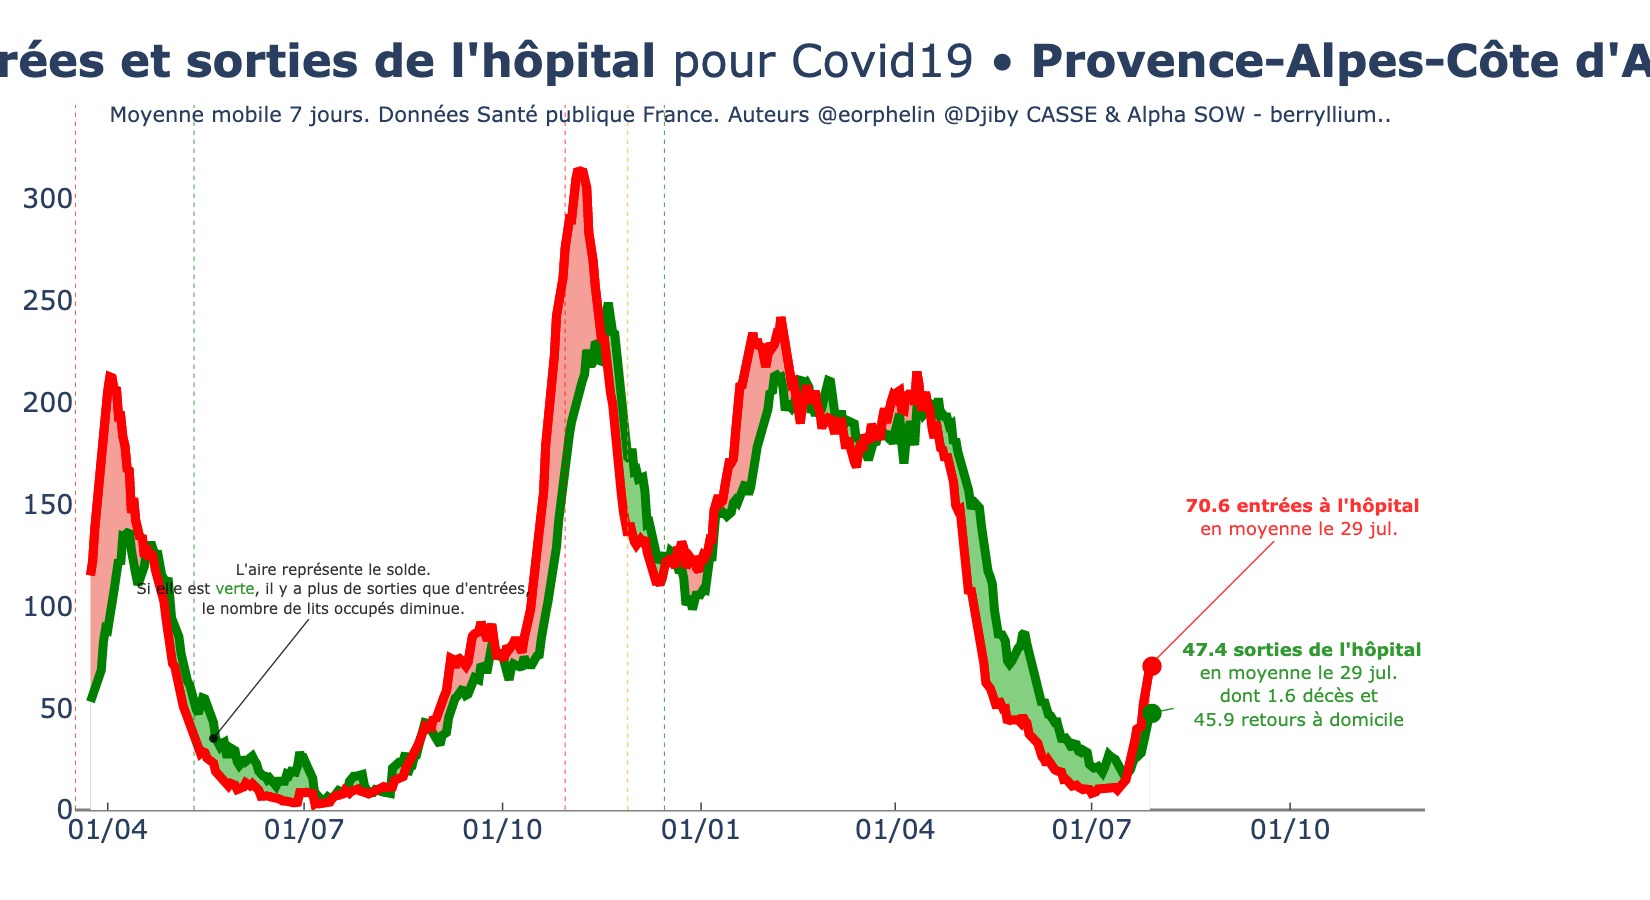 rées et sorties de l'hôpital pour Covid19 • Provence-Alpes-Côte d'A
Moyenne mobile 7 jours. Données Santé publique France. Auteurs @eorphelin @Djiby CASSE & Alpha SOW - berryllium..
300
250
200
150
100
50
0
70.6 entrées à l'hôpital
en moyenne le 29 jul.
L'aire représente le solde.
Si elle est verte, il y a plus de sorties que d'entrées,
le nombre de lits occupés diminue.
47.4 sorties de l'hôpital
en moyenne le 29 jul.
dont 1.6 décès et
45.9 retours à domicile
01/04 01/07 01/10 01/01 01/04 01/07 01/10